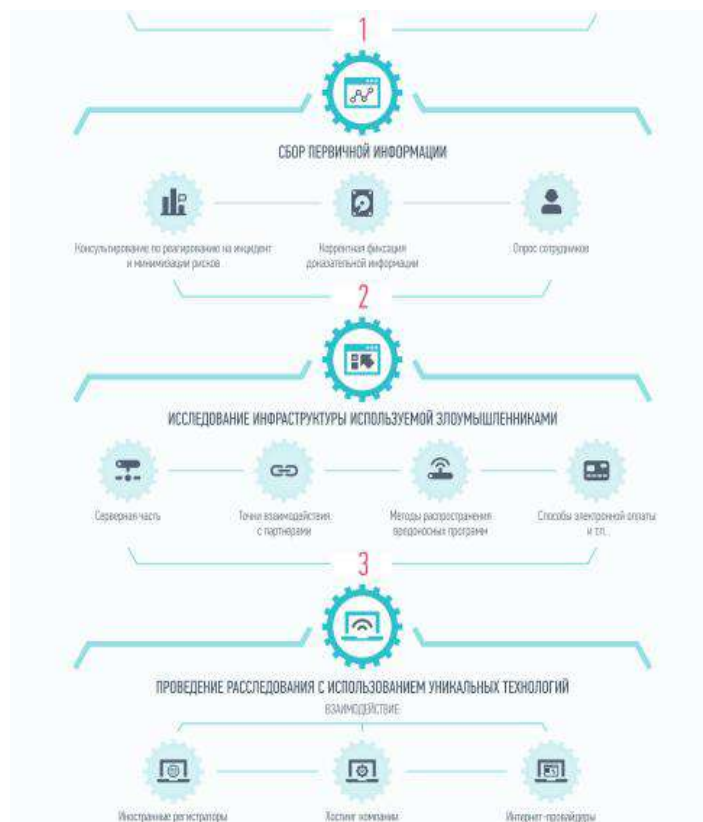 1
СБОР ПЕРВИЧНОЙ ИНФОРМАЦИИ
Консультирование по реагированию на инцидент
и минимизации рисков
Корректная фиксация
доказательной информации
Опрос сотрудников
2
ИССЛЕДОВАНИЕ ИНФРАСТРУКТУРЫ ИСПОЛЬЗУЕМОЙ ЗЛОУМЫШЛЕННИКАМИ
Серверная часть
Точки взаимодействия
с партнерами
Методы распространения
вредоносных программ
Способы электронной оплаты
и т.п.
3
ПРОВЕДЕНИЕ РАССЛЕДОВАНИЯ С ИСПОЛЬЗОВАНИЕМ УНИКАЛЬНЫХ ТЕХНОЛОГИЙ
ВЗАИМОДЕЙСТВИЕ
Иностранные регистраторы
Хостинг компании
Интернет-провайдеры